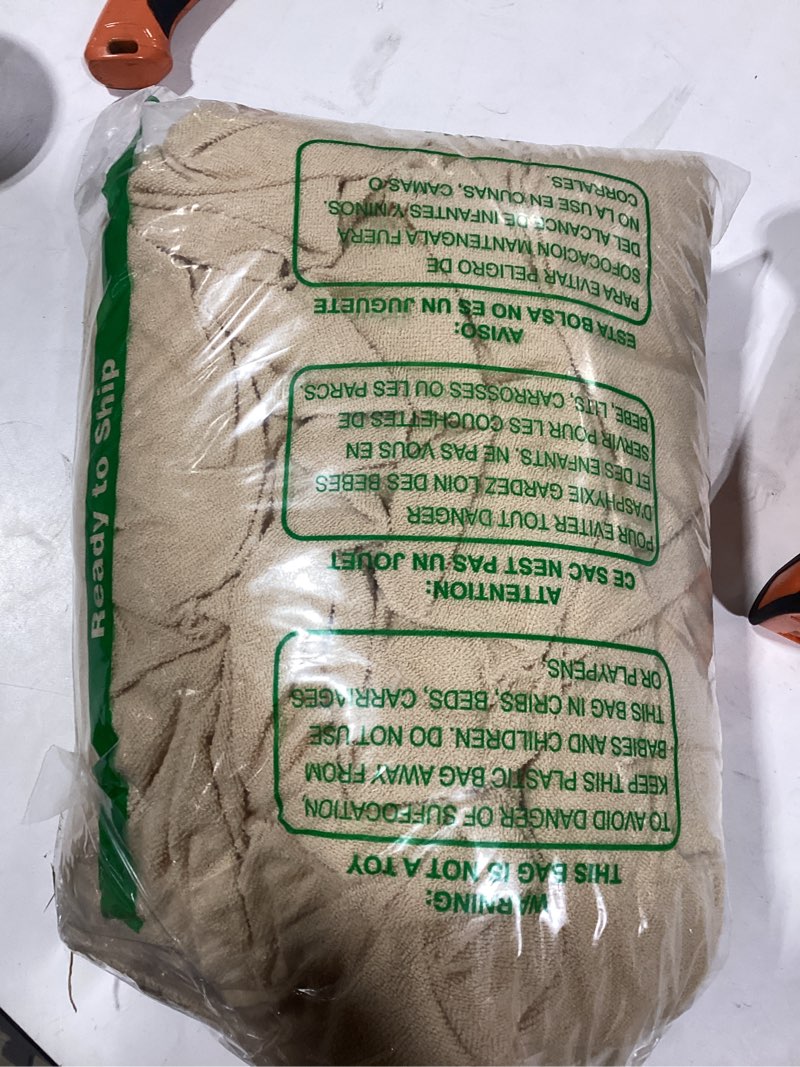 WARNING:
THIS BAG IS NOT A TOY
TO AVOID DANGER OF SUFFOCATION,
KEEP THIS PLASTIC BAG AWAY FROM
BABIES AND CHILDREN. DO NOT USE
THIS BAG IN CRIBS, BEDS, CARRIAGES
OR PLAYPENS.
ATTENTION:
CE SAC NEST PAS UN JOUET
POUR EVITER TOUT DANGER
D'ASPHYXIE GARDEZ LOIN DES BEBES
ET DES ENFANTS. NE PAS VOUS EN
SERVIR POUR LES COUCHETTES DE
BEBE, LITS, CARROSSES OU LES PARCS.
AVISO:
ESTA BOLSA NO ES UN JUGUETE
PARA EVITAR PELIGRO DE
SOFOCACION MANTENGALA FUERA
DEL ALCANCE DE INFANTES Y NINOS.
NO LA USE EN CUNAS, CAMAS O
CORRALES.
Ready to Ship